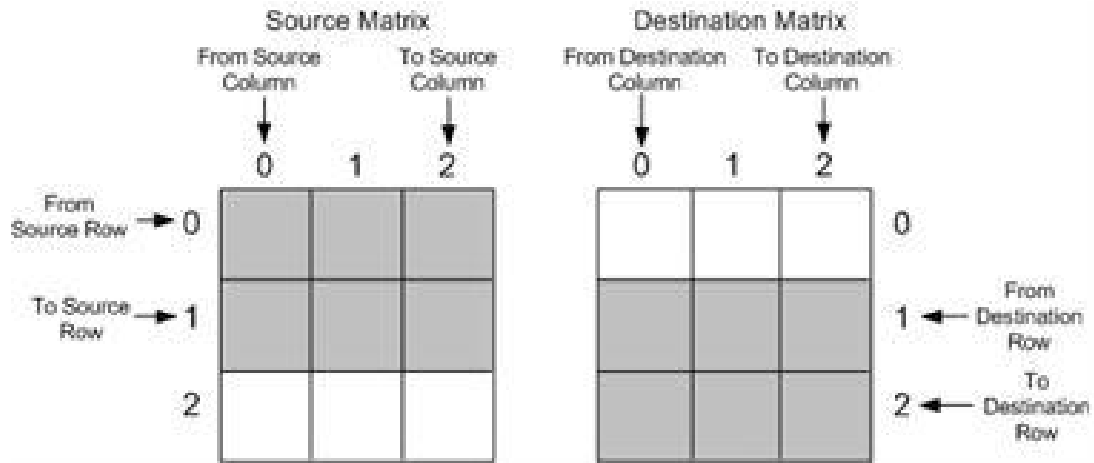 Source Matrix
Destination Matrix
From Source
Column
To Source
Column
From Destination
Column
To Destination
Column
0 1 2
0 1 2
From
Source Row
0
To Source
Row
1
2
0
1
From
Destination
Row
2
To
Destination
Row